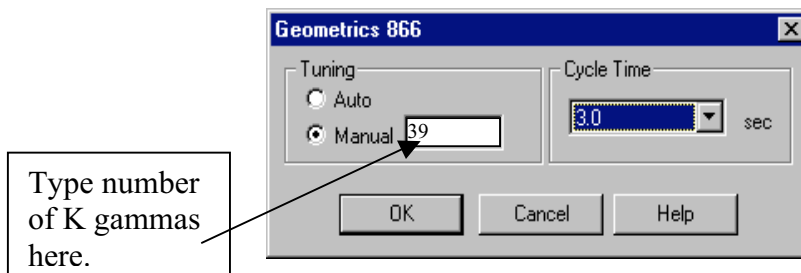 Geometrics 866
Tuning
Auto
Manual 39
Cycle Time
3.0 sec
OK Cancel Help
Type number
of K gammas
here.